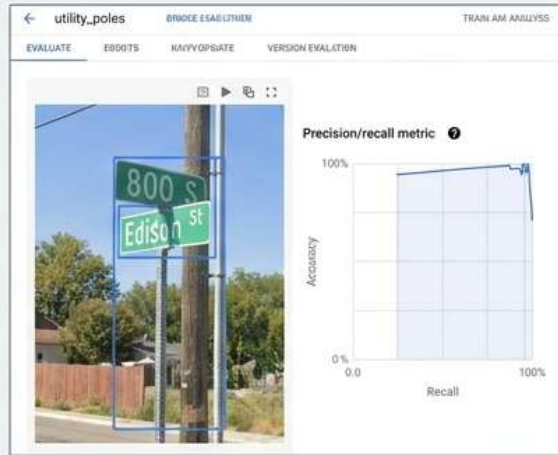 utility_poles
TRAIN AM ANALYSS
EVALUATE
VERSION EVALATION
800 S
Edison St
Precision/recall metric
100%
Accuracy
0%
0.0
100%
Recall